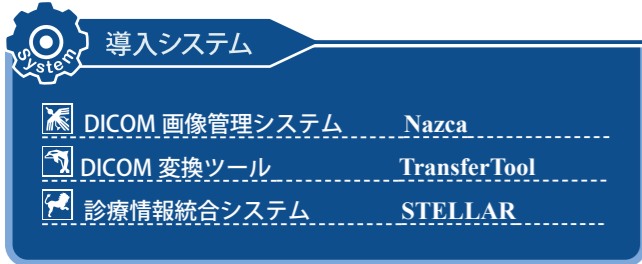 System
導入システム
DICOM 画像管理システム Nazca
DICOM 変換ツール TransferTool
診療情報統合システム STELLAR